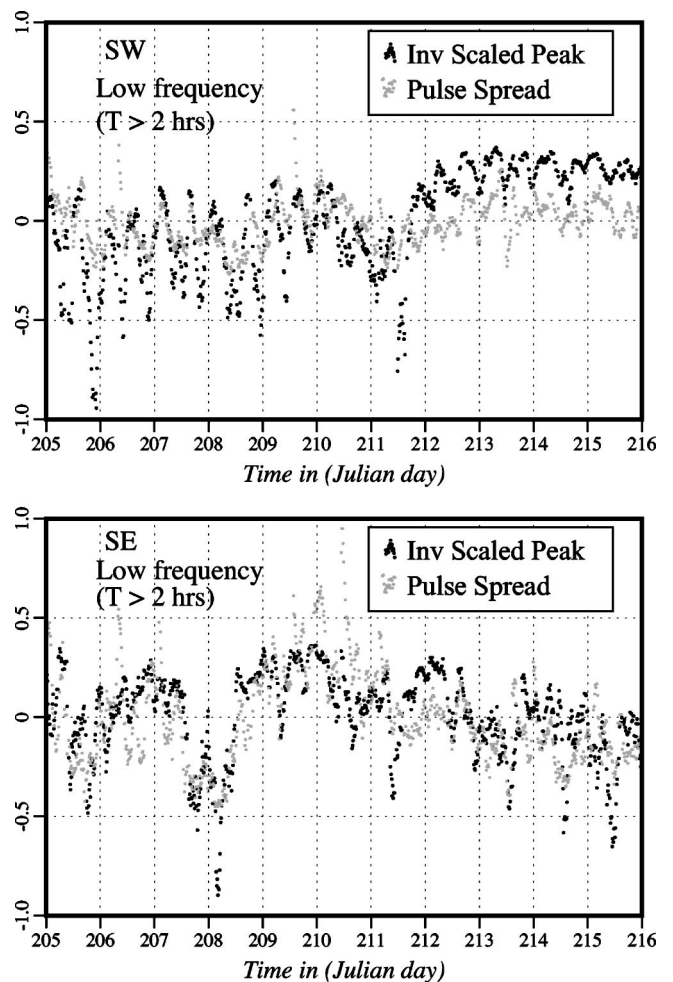 1.0
SW
Low frequency
(T > 2 hrs)
Inv Scaled Peak
Pulse Spread
0.5
0
-0.5
-1.0
205 206 207 208 209 210 211 212 213 214 215 216
Time in (Julian day)
1.0
SE
Low frequency
(T > 2 hrs)
Inv Scaled Peak
Pulse Spread
0.5
0
-0.5
-1.0
205 206 207 208 209 210 211 212 213 214 215 216
Time in (Julian day)